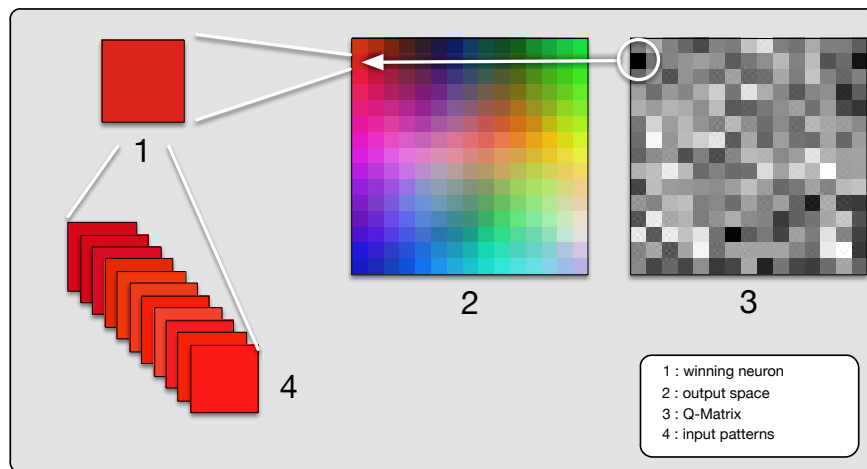 1
2
3
4
1 : winning neuron
2 : output space
3 : Q-Matrix
4 : input patterns